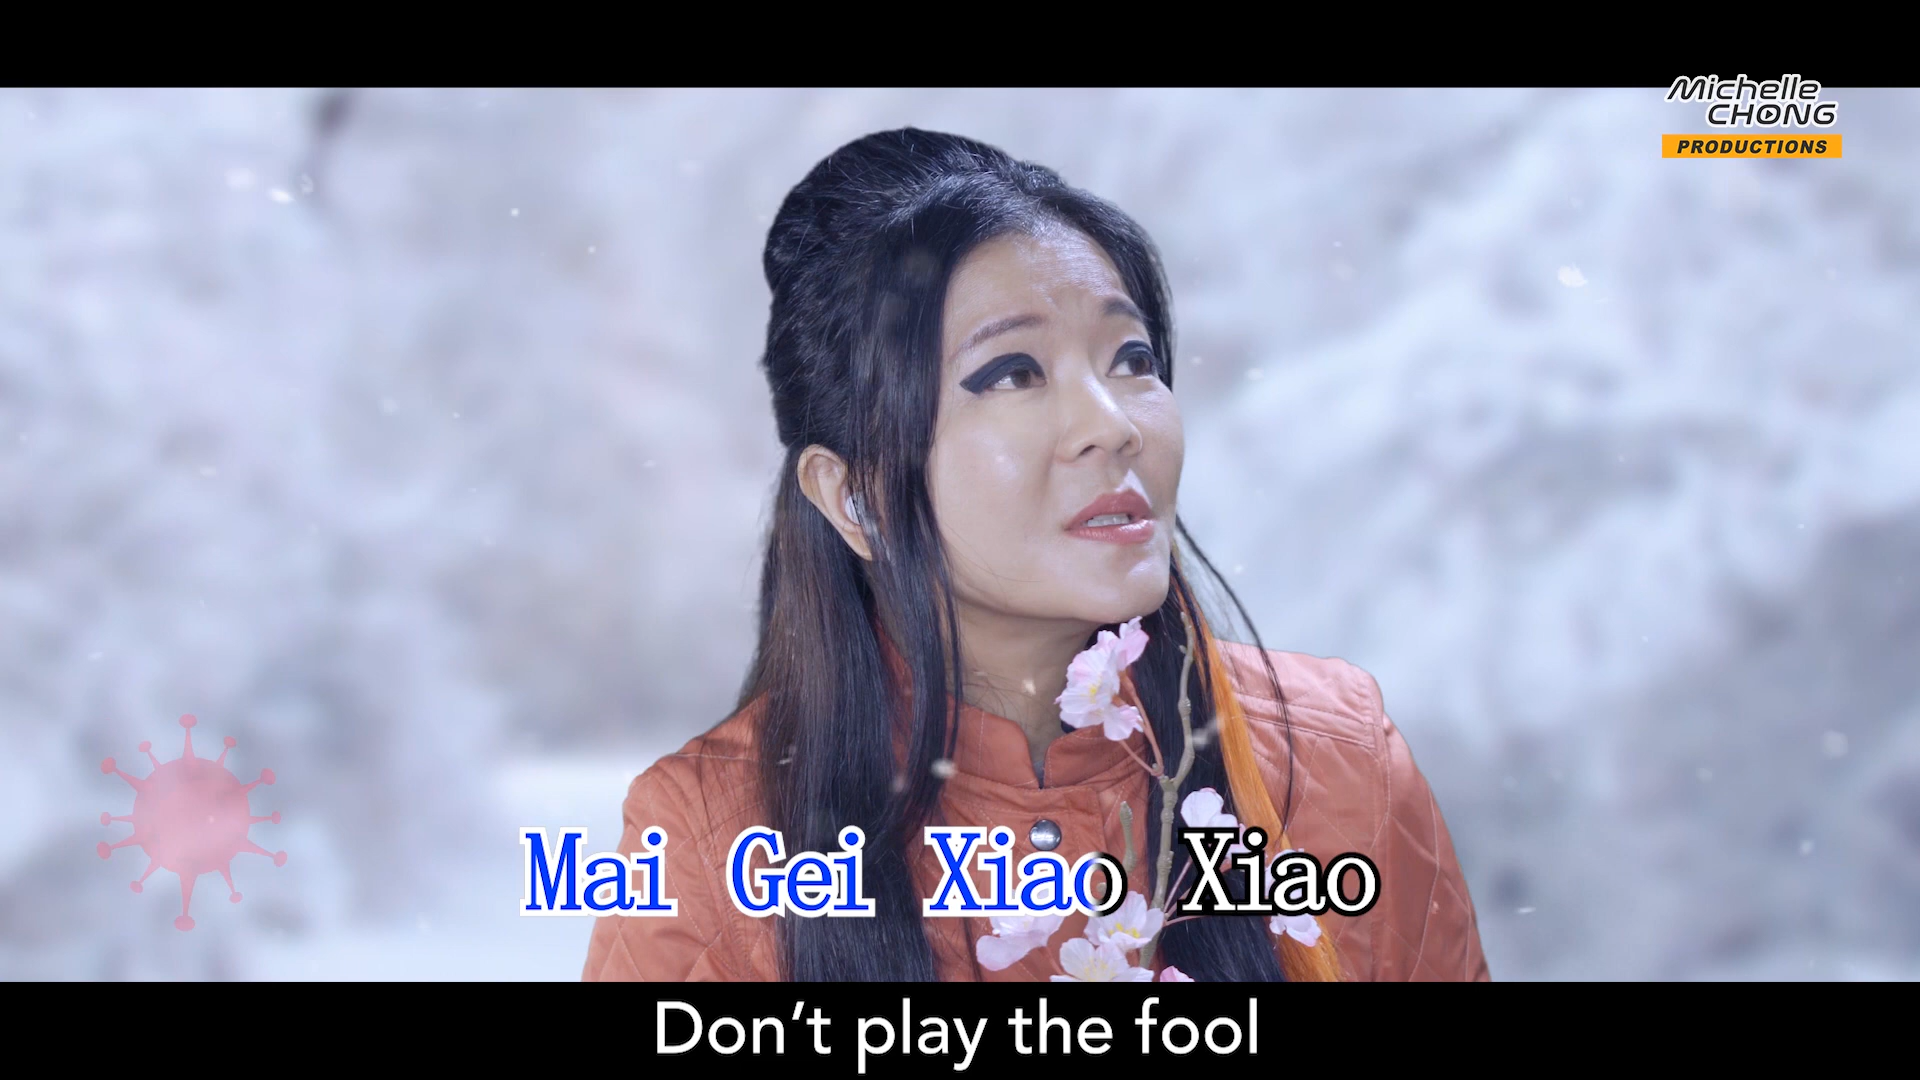 Michelle
CHONG
PRODUCTIONS
Mai Gei Xiao Xiao
Don't play the fool